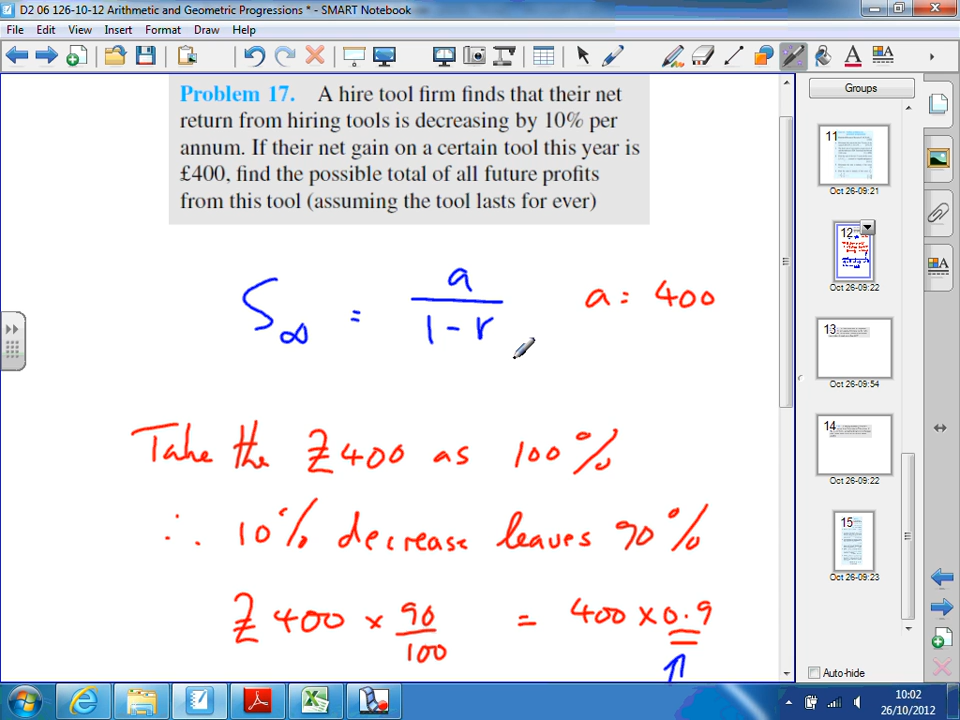 D2 06 126-10-12 Arithmetic and Geometric Progressions * - SMART Notebook
File Edit View Insert Format Draw Help
Problem 17. A hire tool firm finds that their net
return from hiring tools is decreasing by 10% per
annum. If their net gain on a certain tool this year is
£400, find the possible total of all future profits
from this tool (assuming the tool lasts for ever)
S∞ = a / 1 - r
a = 400
Take the £400 as 100%
∴ 10% decrease leaves 90%
£400 × 90/100 = 400 × 0.9
Groups
11
Oct 26-09:21
12
Oct 26-09:22
13
Oct 26-09:54
14
Oct 26-09:22
15
Oct 26-09:23
Auto-hide
10:02
26/10/2012